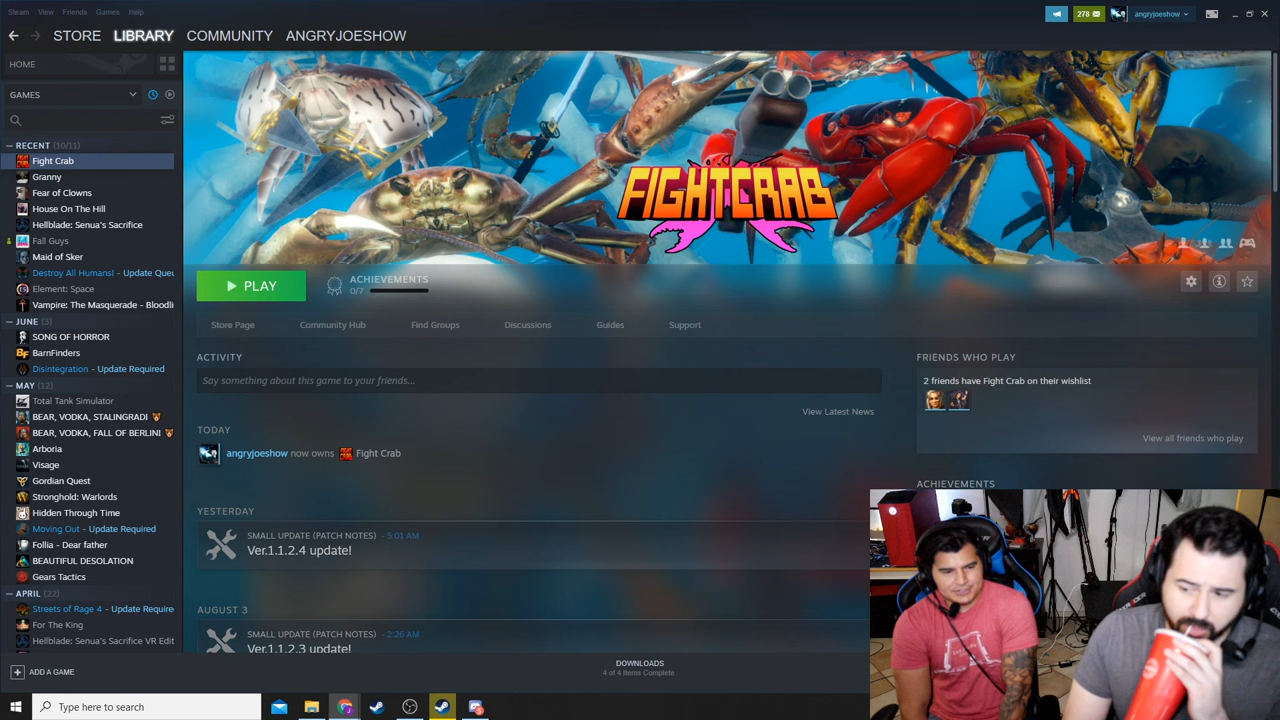 Steam View Friends Games Help
278 angryjoeshow
STORE LIBRARY COMMUNITY ANGRYJOESHOW
HOME
GAMES
RECENT (10/11)
Fight Crab
Granny
Fear of Clowns
House On The Hill
Hellblade: Senua's Sacrifice
Fall Guys
Maid of Sker
Destroy All Humans! - Update Queu
Element: Space
Vampire: The Masquerade - Bloodli
JUNE (3)
SONG OF HORROR
BarnFinders
Disintegration - Update Required
MAY (12)
Total Tank Simulator
BEAR, VODKA, STALINGRAD!
BEAR, VODKA, FALL OF BERLIN!
Arboria
Visage
Gordian Quest
Stronghold: Warlords
Hidden Through Time
Moving Out - Update Required
Follia - Dear father
BEAUTIFUL DESOLATION
Gears Tactics
APRIL (22)
Streets of Rage 4 - Update Require
For The King
Hellblade: Senua's Sacrifice VR Edit
ADD A GAME
FIGHTCRAB
PLAY
ACHIEVEMENTS
0/7
Store Page Community Hub Find Groups Discussions Guides Support
ACTIVITY
Say something about this game to your friends...
View Latest News
TODAY
angryjoeshow now owns Fight Crab
YESTERDAY
SMALL UPDATE (PATCH NOTES) - 5:01 AM
Ver.1.1.2.4 update!
AUGUST 3
SMALL UPDATE (PATCH NOTES) - 2:26 AM
Ver.1.1.2.3 update!
FRIENDS WHO PLAY
2 friends have Fight Crab on their wishlist
View all friends who play
ACHIEVEMENTS
DOWNLOADS
4 of 4 Items Complete
Type here to search